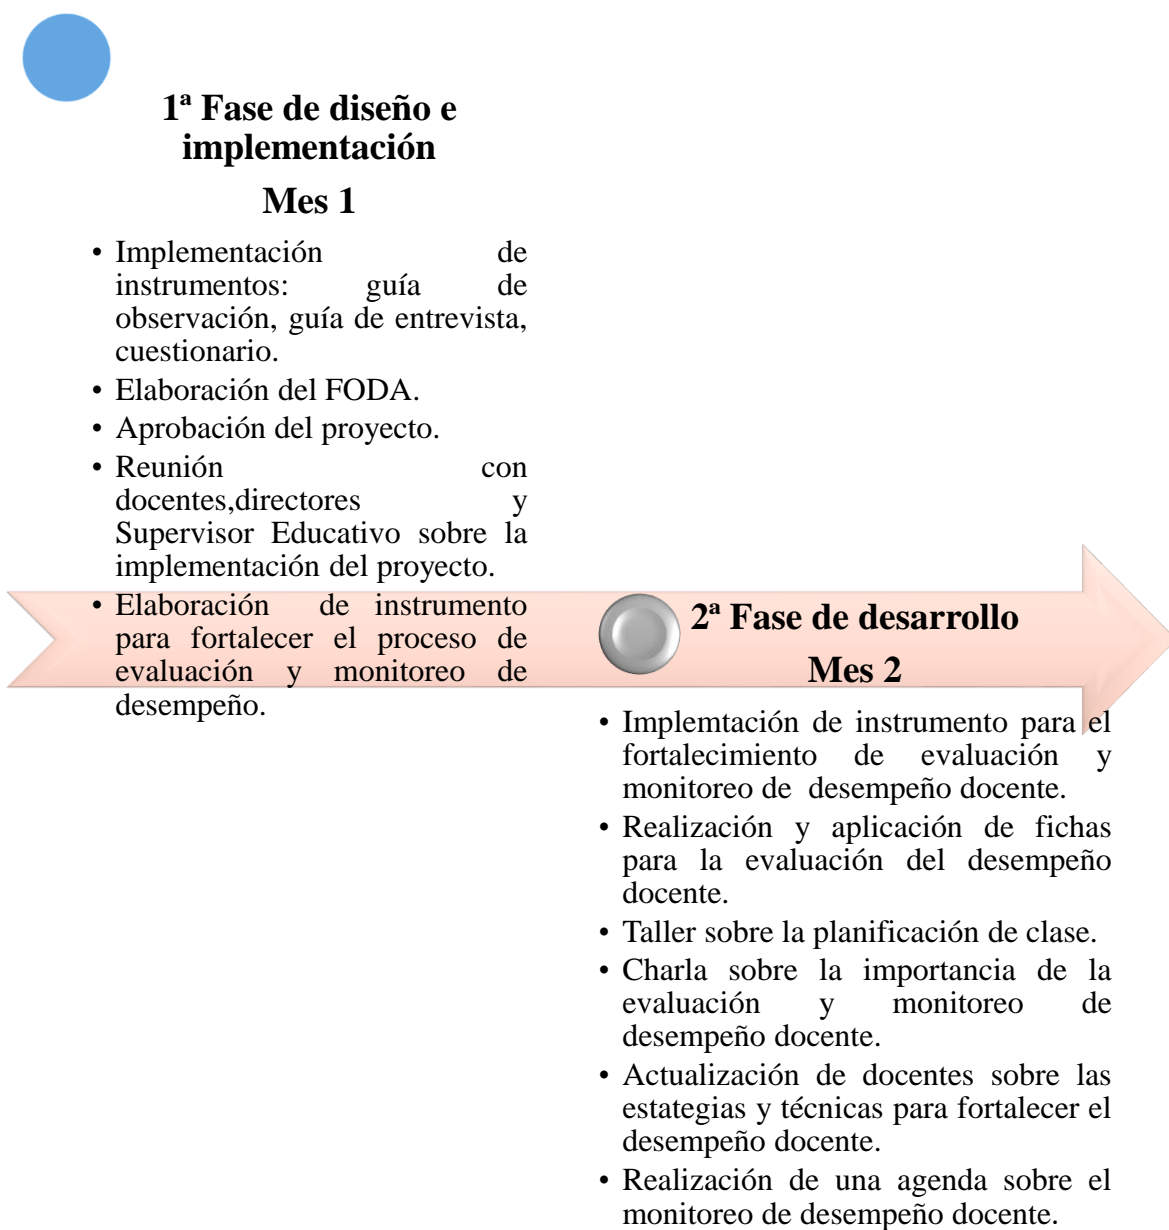 1ª Fase de diseño e
implementación
Mes 1
• Implementación de
instrumentos: guía de
observación, guía de entrevista,
cuestionario.
• Elaboración del FODA.
• Aprobación del proyecto.
• Reunión con
docentes,directores y
Supervisor Educativo sobre la
implementación del proyecto.
• Elaboración de instrumento
para fortalecer el proceso de
evaluación y monitoreo de
desempeño.
2ª Fase de desarrollo
Mes 2
• Implemtación de instrumento para el
fortalecimiento de evaluación y
monitoreo de desempeño docente.
• Realización y aplicación de fichas
para la evaluación del desempeño
docente.
• Taller sobre la planificación de clase.
• Charla sobre la importancia de la
evaluación y monitoreo de
desempeño docente.
• Actualización de docentes sobre las
estategias y técnicas para fortalecer el
desempeño docente.
• Realización de una agenda sobre el
monitoreo de desempeño docente.